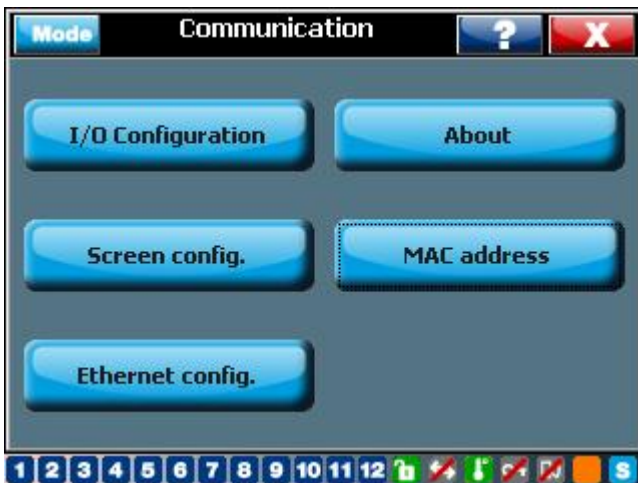 Mode Communication ? X
I/O Configuration About
Screen config. MAC address
Ethernet config.
1 2 3 4 5 6 7 8 9 10 11 12 S